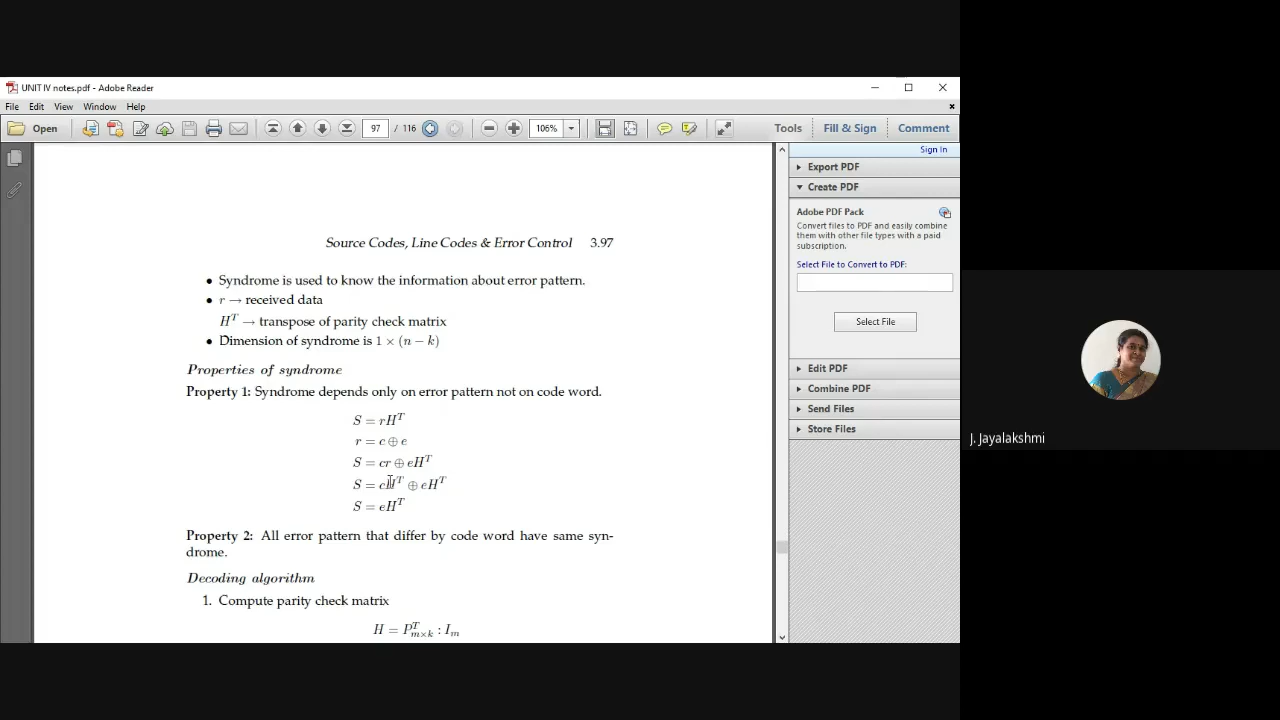 UNIT IV notes.pdf - Adobe Reader
File Edit View Window Help
Open 97 / 116 106% Tools Fill & Sign Comment
Sign In
Export PDF
Create PDF
Adobe PDF Pack
Convert files to PDF and easily combine
them with other file types with a paid
subscription.
Select File to Convert to PDF:
Select File
Edit PDF
Combine PDF
Send Files
Store Files
Source Codes, Line Codes & Error Control 3.97
• Syndrome is used to know the information about error pattern.
• r → received data
H^T → transpose of parity check matrix
• Dimension of syndrome is 1 × (n − k)
Properties of syndrome
Property 1: Syndrome depends only on error pattern not on code word.
S = rH^T
r = c ⊕ e
S = cr ⊕ eH^T
S = cH^T ⊕ eH^T
S = eH^T
Property 2: All error pattern that differ by code word have same syn-
drome.
Decoding algorithm
1. Compute parity check matrix
H = P^T_{m×k} : I_m
J. Jayalakshmi